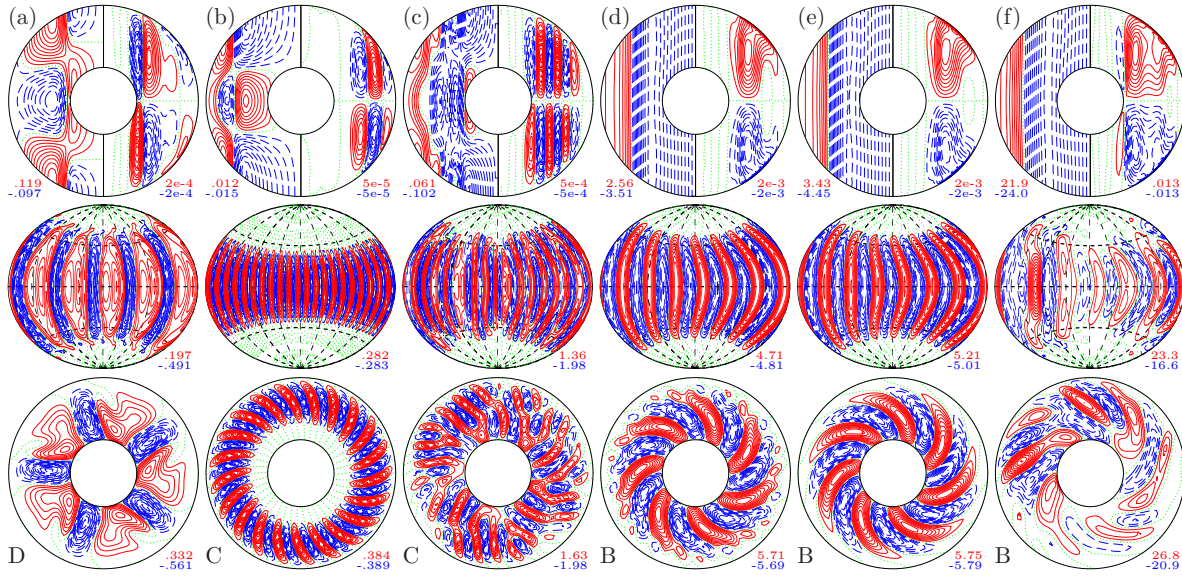 (a) (b) (c) (d) (e) (f)
.119 2e-4 .012 5e-5 .061 5e-4 2.56 2e-3 3.43 2e-3 21.9 .013
-.097 -2e-4 -.015 -5e-5 -.102 -5e-4 -3.51 -2e-3 -4.45 -2e-3 -24.0 -.013
.197 .282 1.36 4.71 5.21 23.3
-.491 -.283 -1.98 -4.81 -5.01 -16.6
D .332 C .384 C 1.63 B 5.71 B 5.75 B 26.8
-.561 -.389 -1.98 -5.69 -5.79 -20.9